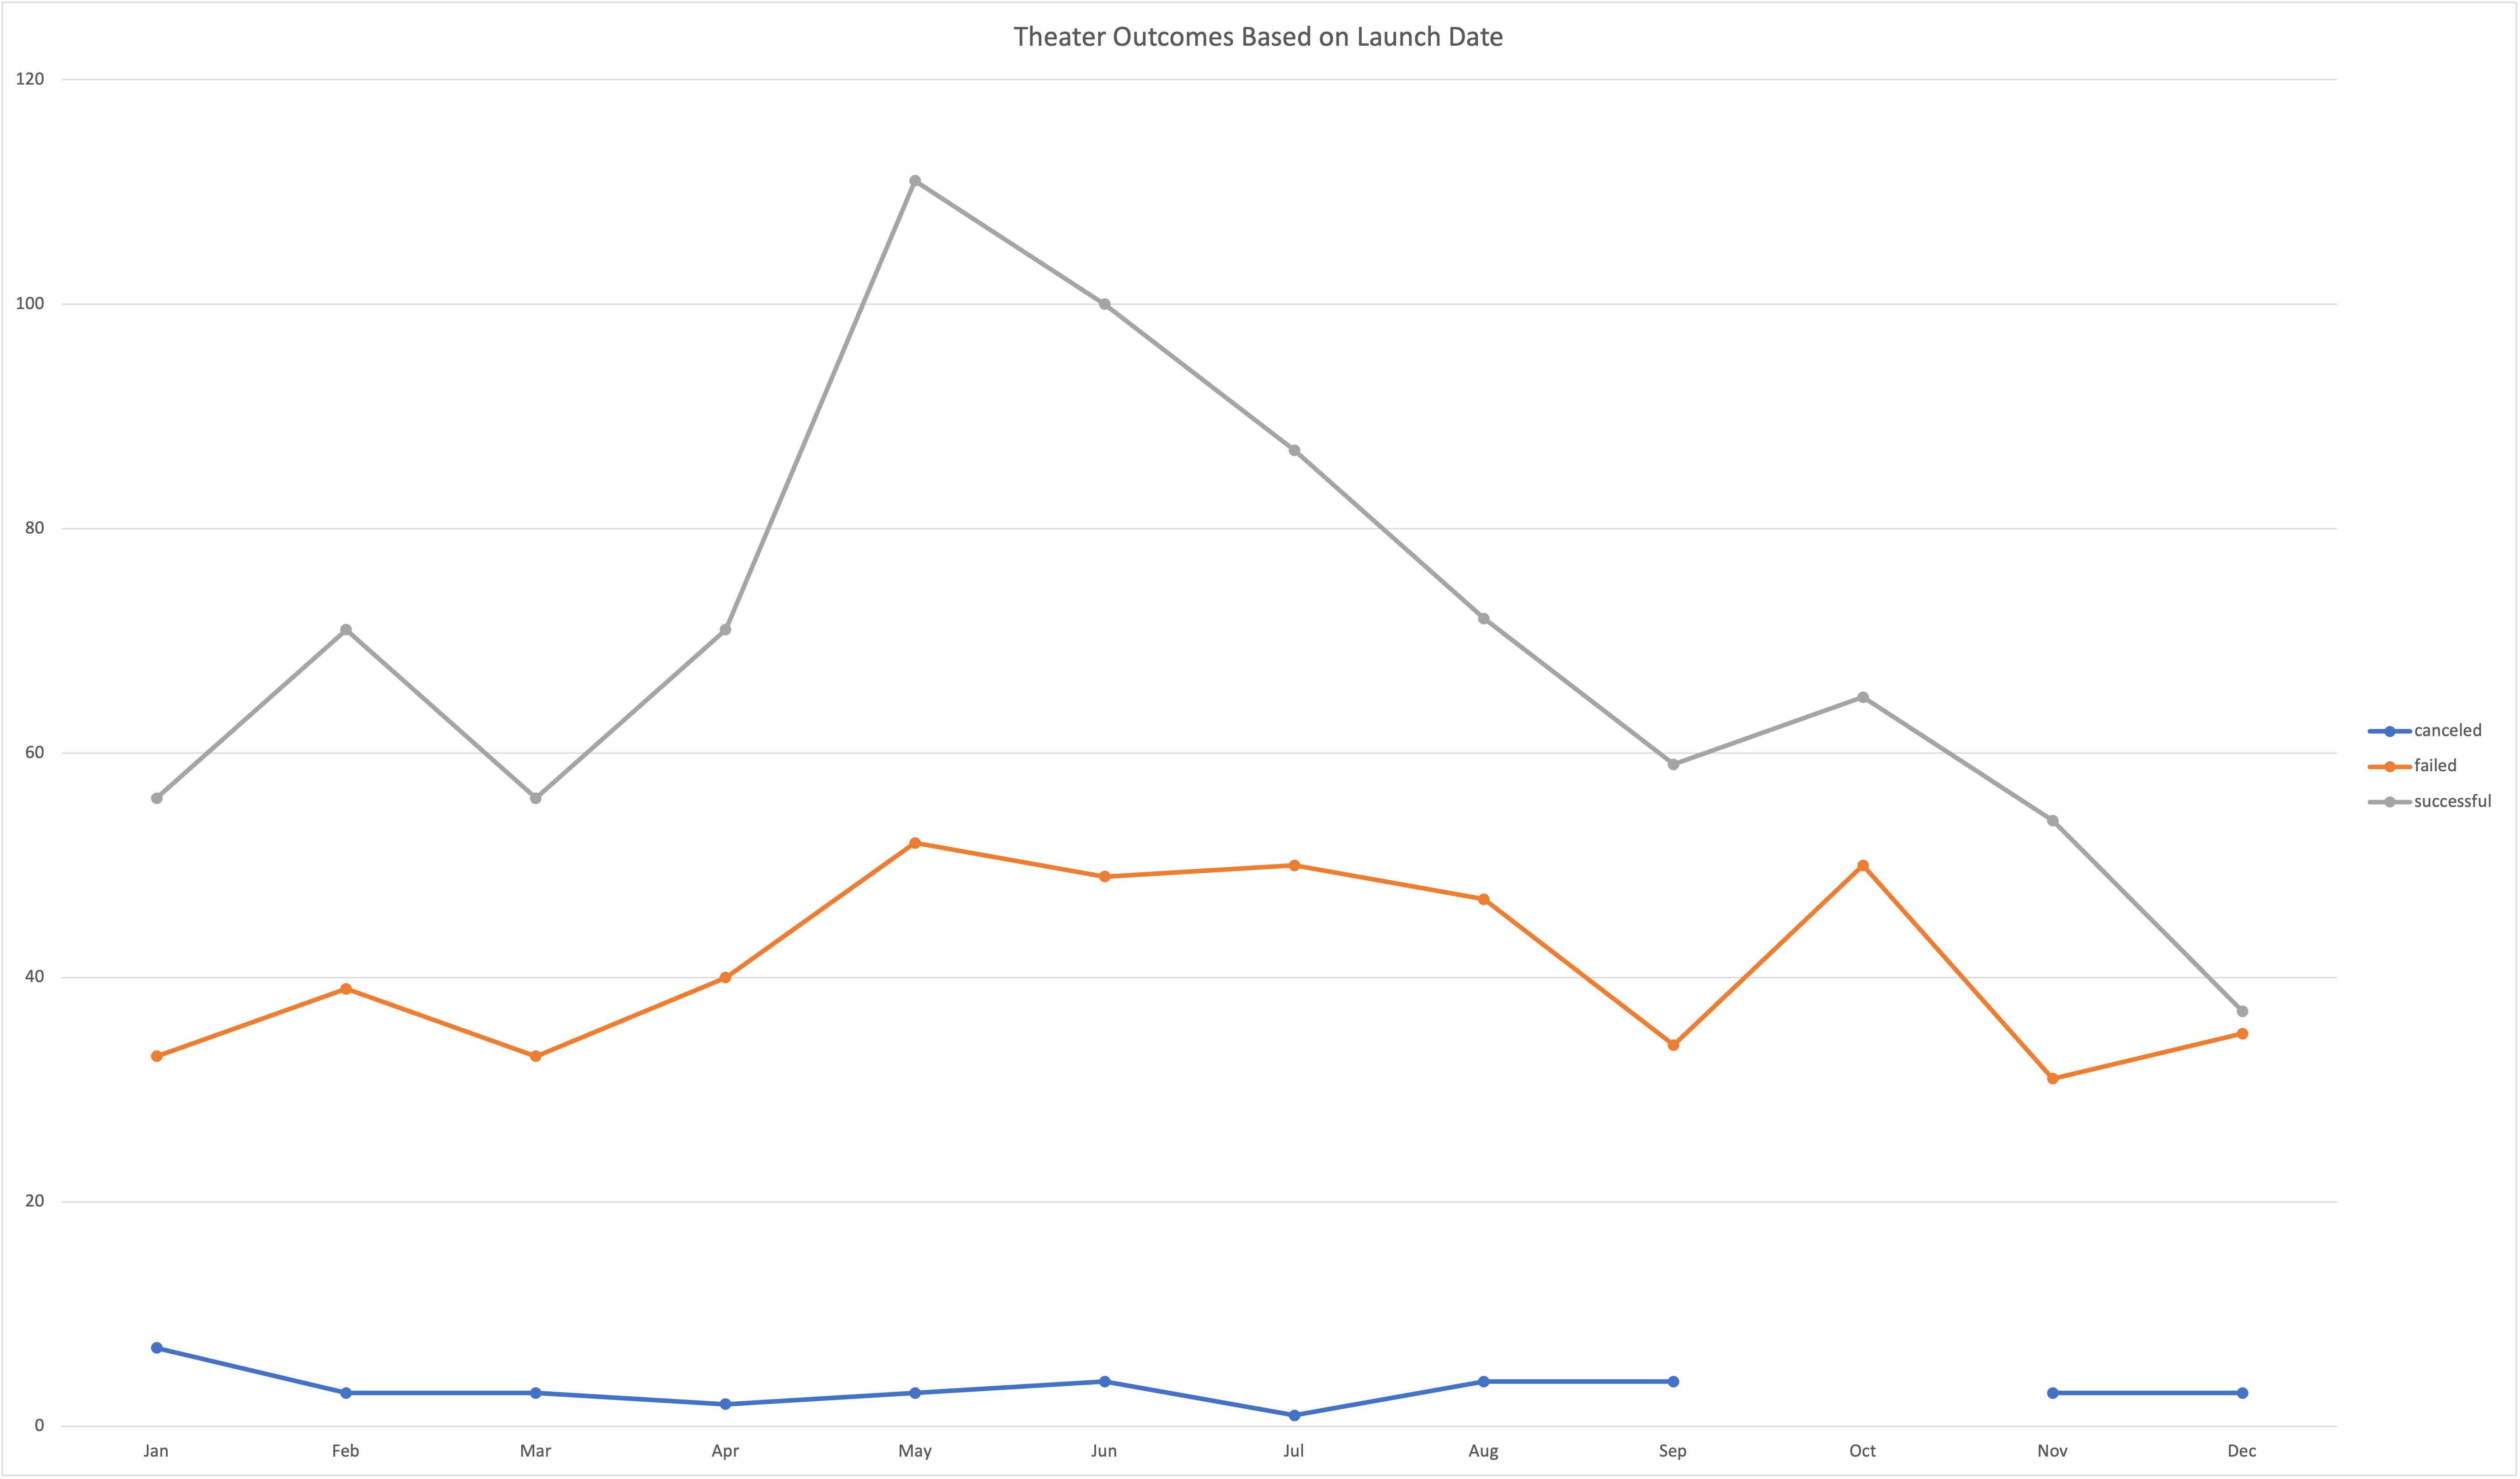 Theater Outcomes Based on Launch Date
120
100
80
60
40
20
0
Jan Feb Mar Apr May Jun Jul Aug Sep Oct Nov Dec
canceled
failed
successful